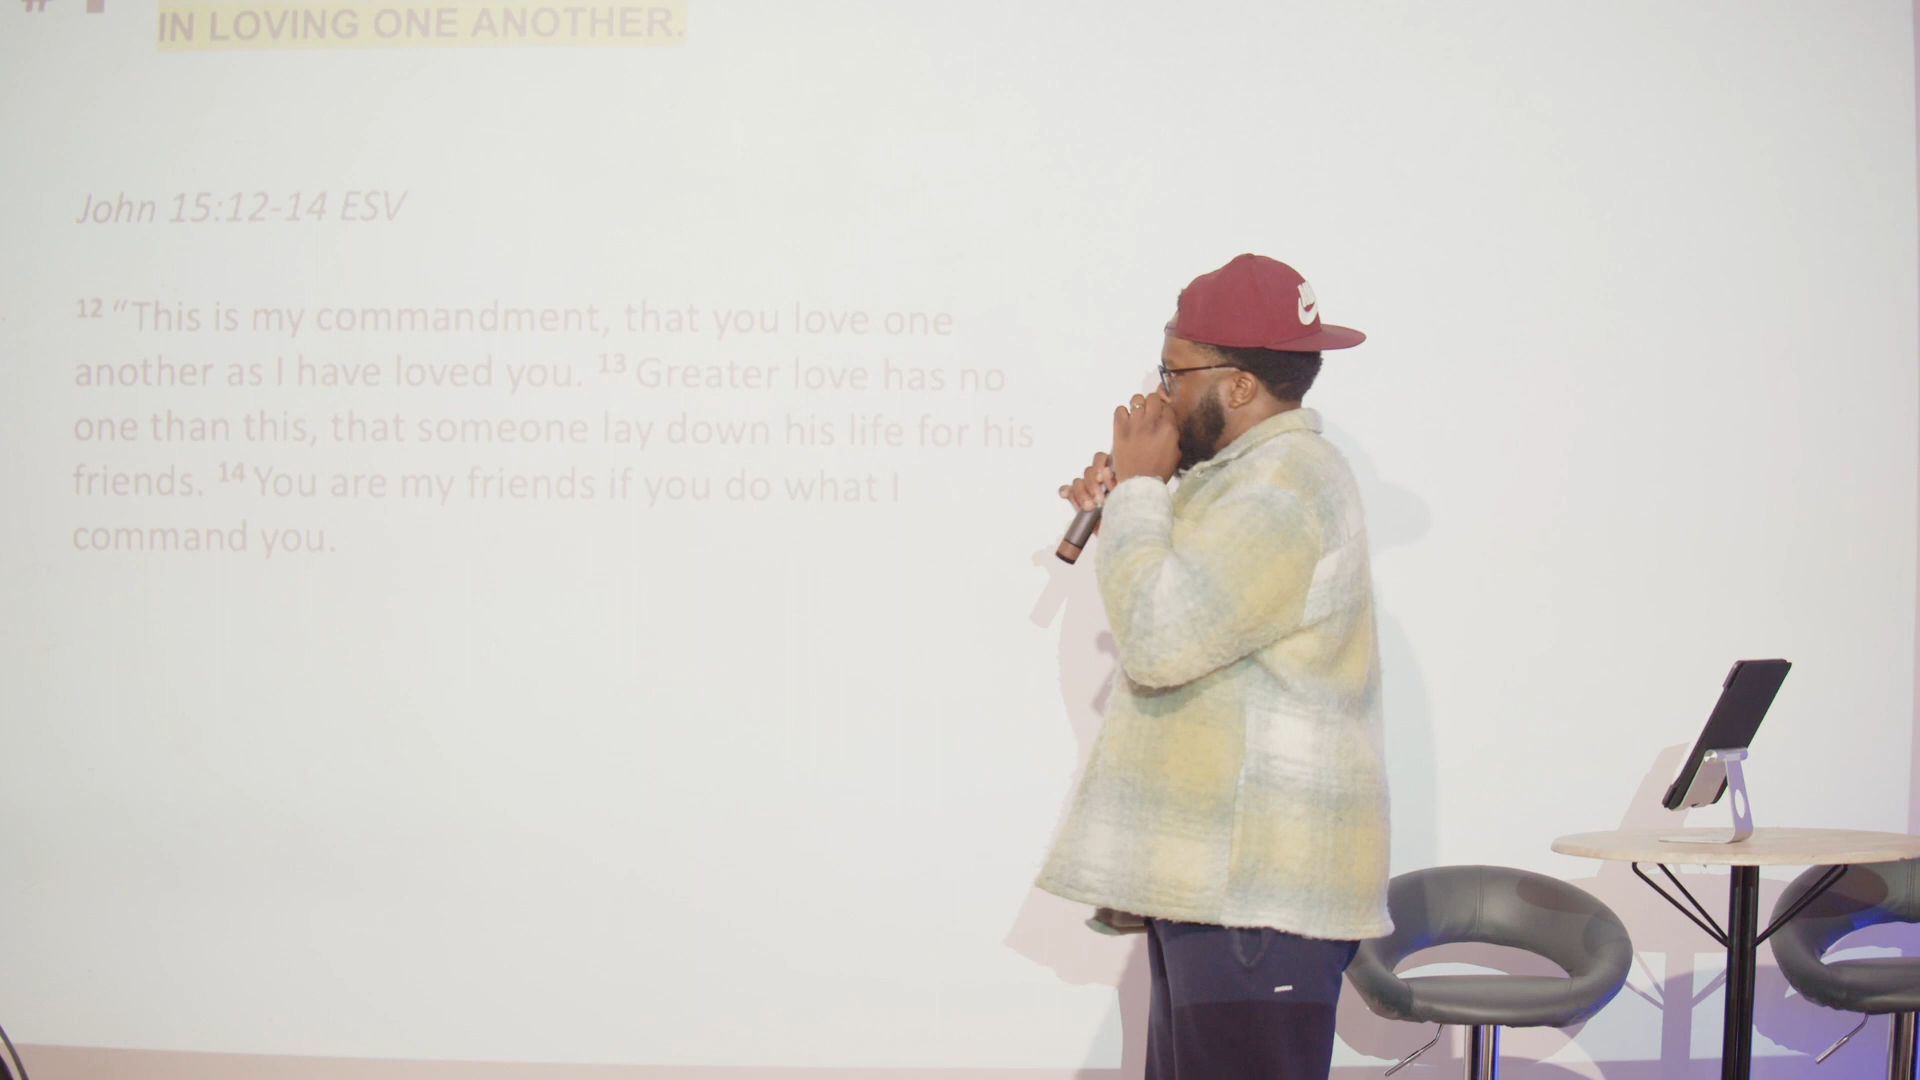 IN LOVING ONE ANOTHER.
John 15:12-14 ESV
12 “This is my commandment, that you love one
another as I have loved you. 13 Greater love has no
one than this, that someone lay down his life for his
friends. 14 You are my friends if you do what I
command you.